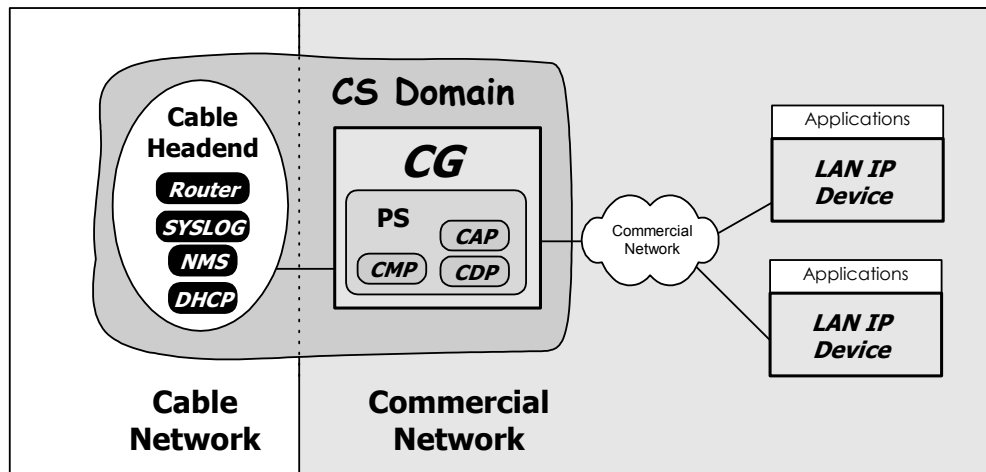 CS Domain
Cable
Headend
Router
SYSLOG
NMS
DHCP
CG
PS
CAP
CMP
CDP
Commercial
Network
Applications
LAN IP
Device
Applications
LAN IP
Device
Cable
Network
Commercial
Network